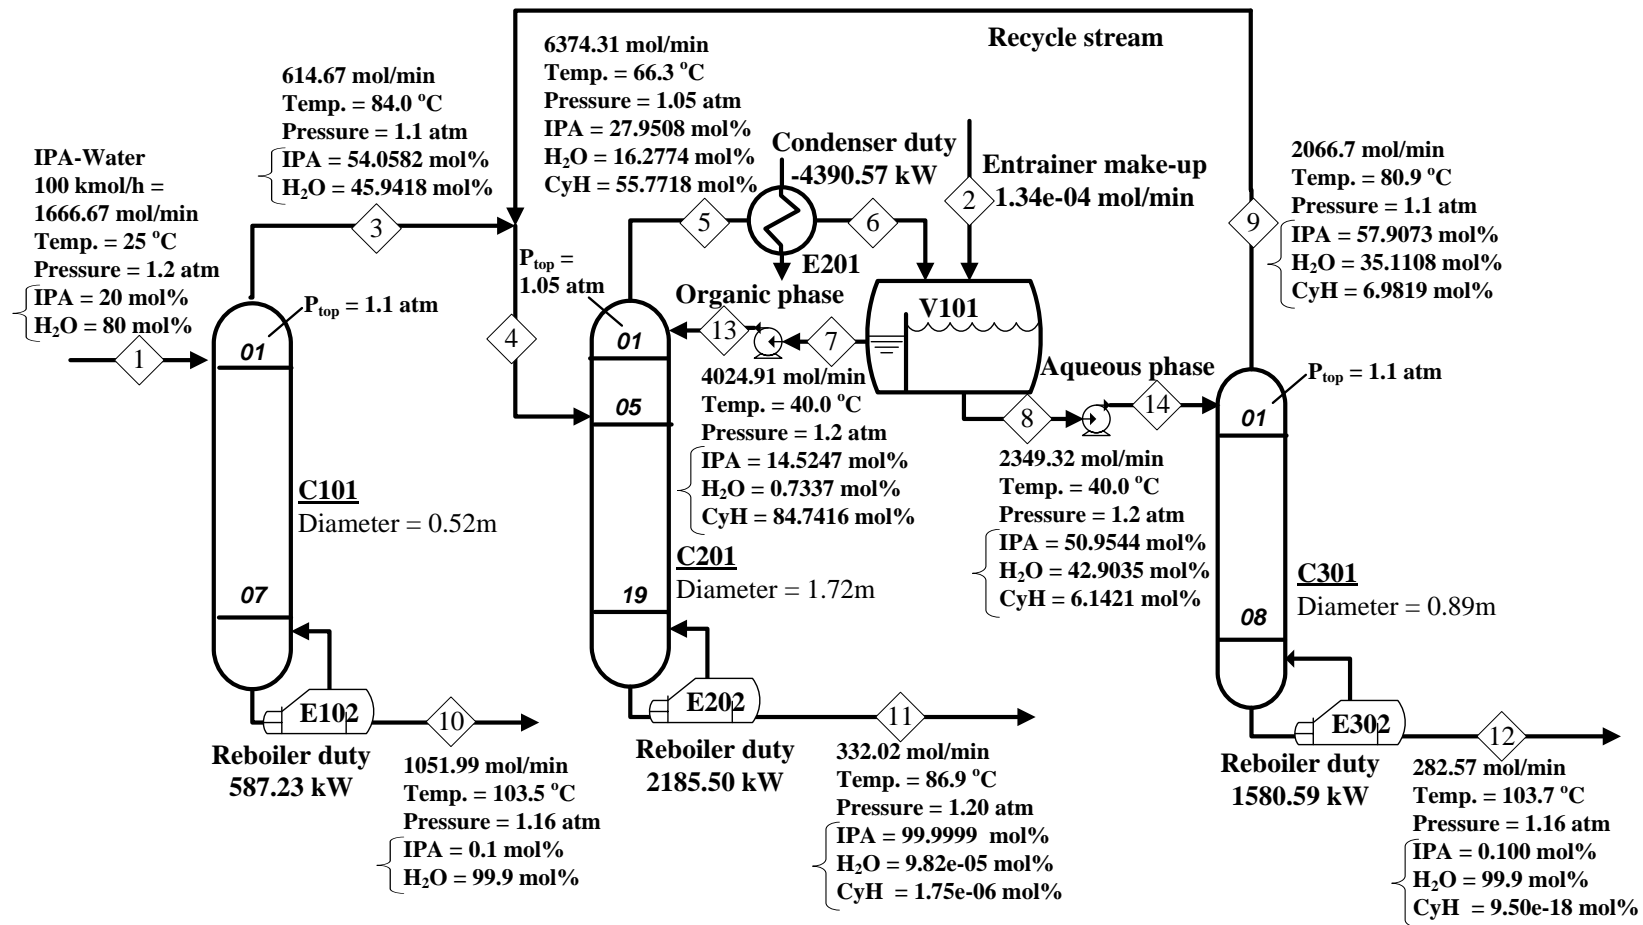 IPA-Water
100 kmol/h =
1666.67 mol/min
Temp. = 25 °C
Pressure = 1.2 atm
IPA = 20 mol%
H₂O = 80 mol%
1
614.67 mol/min
Temp. = 84.0 °C
Pressure = 1.1 atm
IPA = 54.0582 mol%
H₂O = 45.9418 mol%
3
P_top = 1.1 atm
01
07
C101
Diameter = 0.52m
E102
Reboiler duty
587.23 kW
10
1051.99 mol/min
Temp. = 103.5 °C
Pressure = 1.16 atm
IPA = 0.1 mol%
H₂O = 99.9 mol%
4
6374.31 mol/min
Temp. = 66.3 °C
Pressure = 1.05 atm
IPA = 27.9508 mol%
H₂O = 16.2774 mol%
CyH = 55.7718 mol%
5
Condenser duty
-4390.57 kW
E201
6
2
Entrainer make-up
1.34e-04 mol/min
Recycle stream
P_top =
1.05 atm
01
05
19
C201
Diameter = 1.72m
Organic phase
13
7
V101
4024.91 mol/min
Temp. = 40.0 °C
Pressure = 1.2 atm
IPA = 14.5247 mol%
H₂O = 0.7337 mol%
CyH = 84.7416 mol%
E202
Reboiler duty
2185.50 kW
11
332.02 mol/min
Temp. = 86.9 °C
Pressure = 1.20 atm
IPA = 99.9999 mol%
H₂O = 9.82e-05 mol%
CyH = 1.75e-06 mol%
Aqueous phase
8
14
2349.32 mol/min
Temp. = 40.0 °C
Pressure = 1.2 atm
IPA = 50.9544 mol%
H₂O = 42.9035 mol%
CyH = 6.1421 mol%
9
2066.7 mol/min
Temp. = 80.9 °C
Pressure = 1.1 atm
IPA = 57.9073 mol%
H₂O = 35.1108 mol%
CyH = 6.9819 mol%
P_top = 1.1 atm
01
08
C301
Diameter = 0.89m
E302
Reboiler duty
1580.59 kW
12
282.57 mol/min
Temp. = 103.7 °C
Pressure = 1.16 atm
IPA = 0.100 mol%
H₂O = 99.9 mol%
CyH = 9.50e-18 mol%